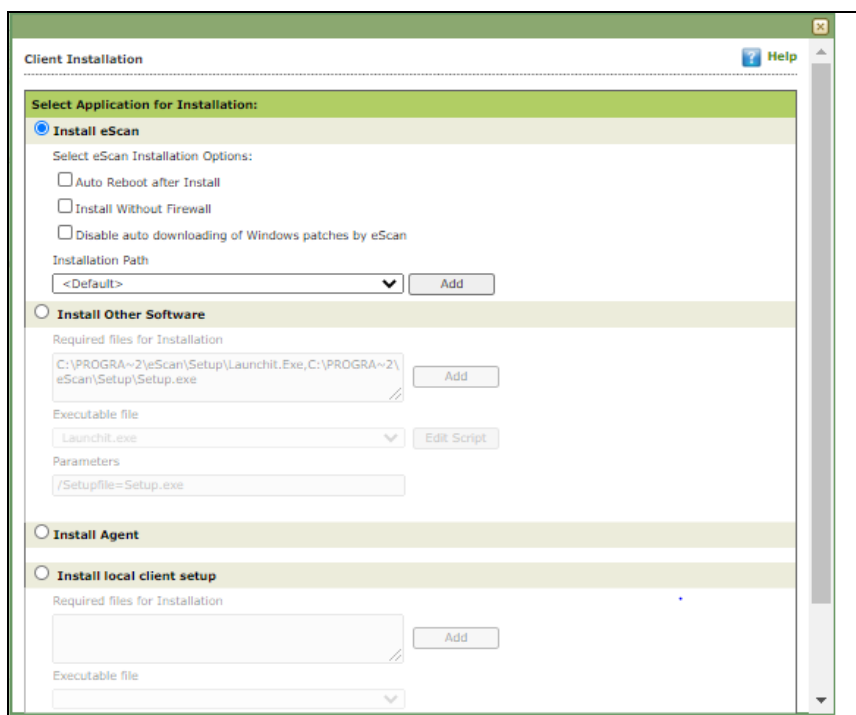 Client Installation
Help
Select Application for Installation:
Install eScan
Select eScan Installation Options:
Auto Reboot after Install
Install Without Firewall
Disable auto downloading of Windows patches by eScan
Installation Path
<Default>
Add
Install Other Software
Required files for Installation
C:\PROGRA~2\eScan\Setup\Launchit.Exe,C:\PROGRA~2\
eScan\Setup\Setup.exe
Add
Executable file
Launchit.exe
Edit Script
Parameters
/Setupfile=Setup.exe
Install Agent
Install local client setup
Required files for Installation
Add
Executable file